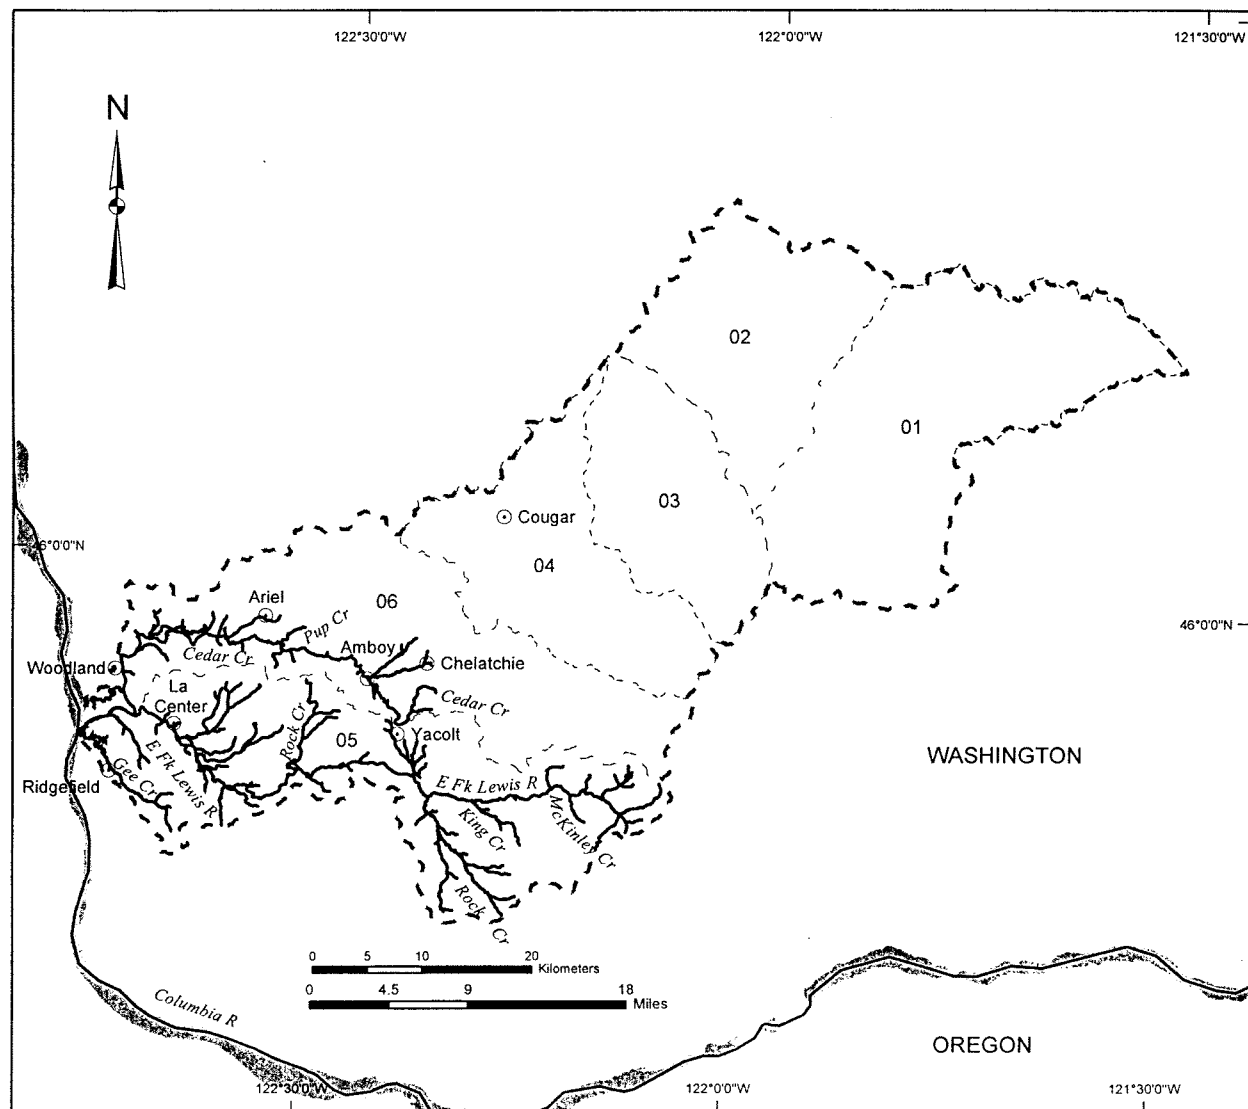 122°30'0"W
122°0'0"W
121°30'0"W
N
02
01
03
Cougar
46°0'0"N
04
Ariel
06
46°0'0"N
Pup Cr
Amboy
Cedar Cr
Chelatchie
Woodland
La
Center
Cedar Cr
Rock Cr
Yacolt
05
WASHINGTON
E Fk Lewis R
Gee Cr
Ridgefield
E Fk Lewis R
King Cr
McKinley Cr
Rock
Cr
0 5 10 20
Kilometers
0 4.5 9 18
Miles
Columbia R
OREGON
122°30'0"W
122°0'0"W
121°30'0"W